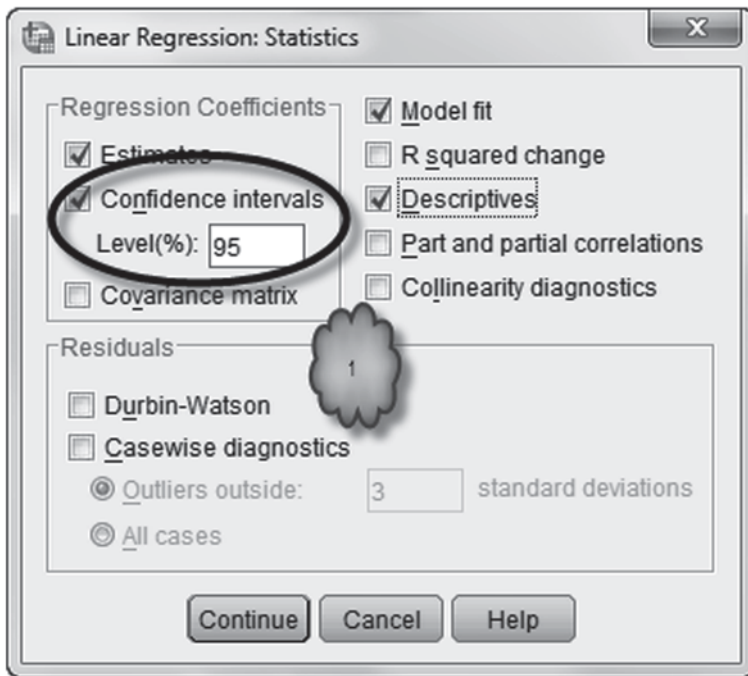 Linear Regression: Statistics
x
Regression Coefficients
Estimates
Confidence intervals
Level(%): 95
Covariance matrix
Model fit
R squared change
Descriptives
Part and partial correlations
Collinearity diagnostics
1
Residuals
Durbin-Watson
Casewise diagnostics
Outliers outside: 3 standard deviations
All cases
Continue Cancel Help